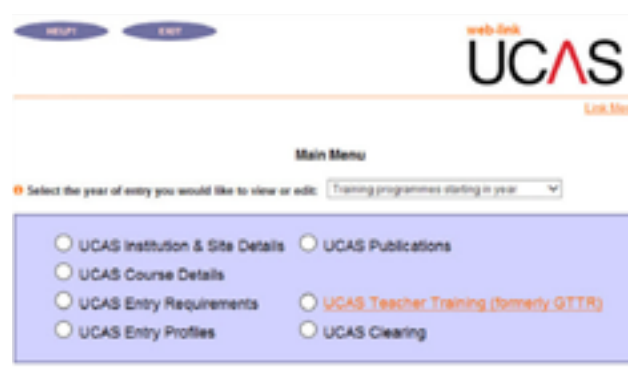 HELP! EXIT
web-link
UCAS
Link Me
Main Menu
Select the year of entry you would like to view or edit: Training programmes starting in year
UCAS Institution & Site Details UCAS Publications
UCAS Course Details
UCAS Entry Requirements UCAS Teacher Training (formerly GTTR)
UCAS Entry Profiles UCAS Clearing